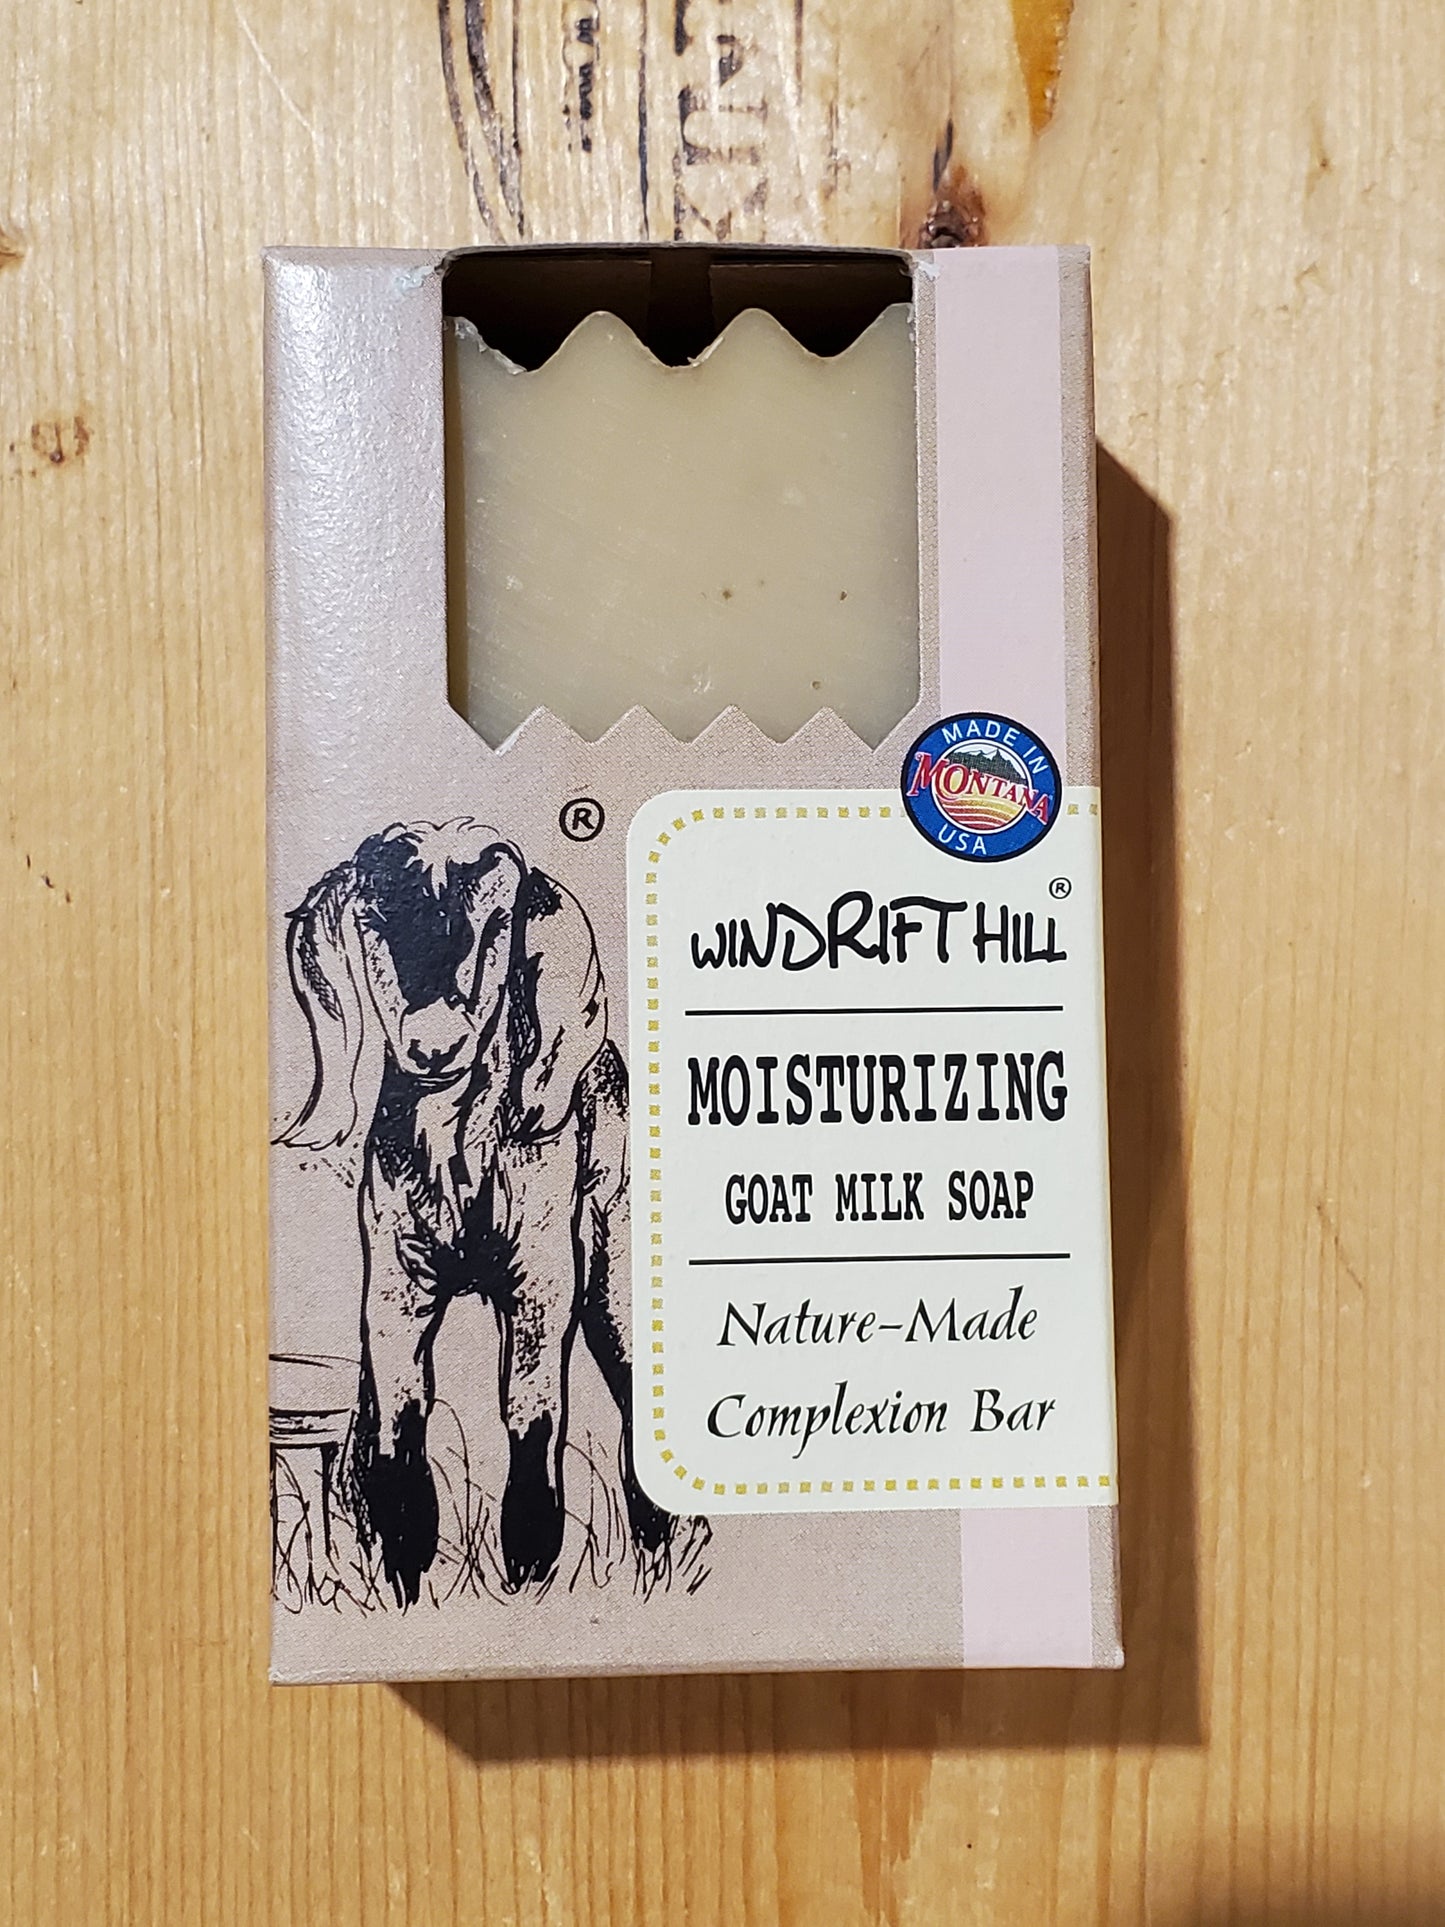 MADE IN
MONTANA
USA
®
WINDRIFT HILL®
MOISTURIZING
GOAT MILK SOAP
Nature-Made
Complexion Bar